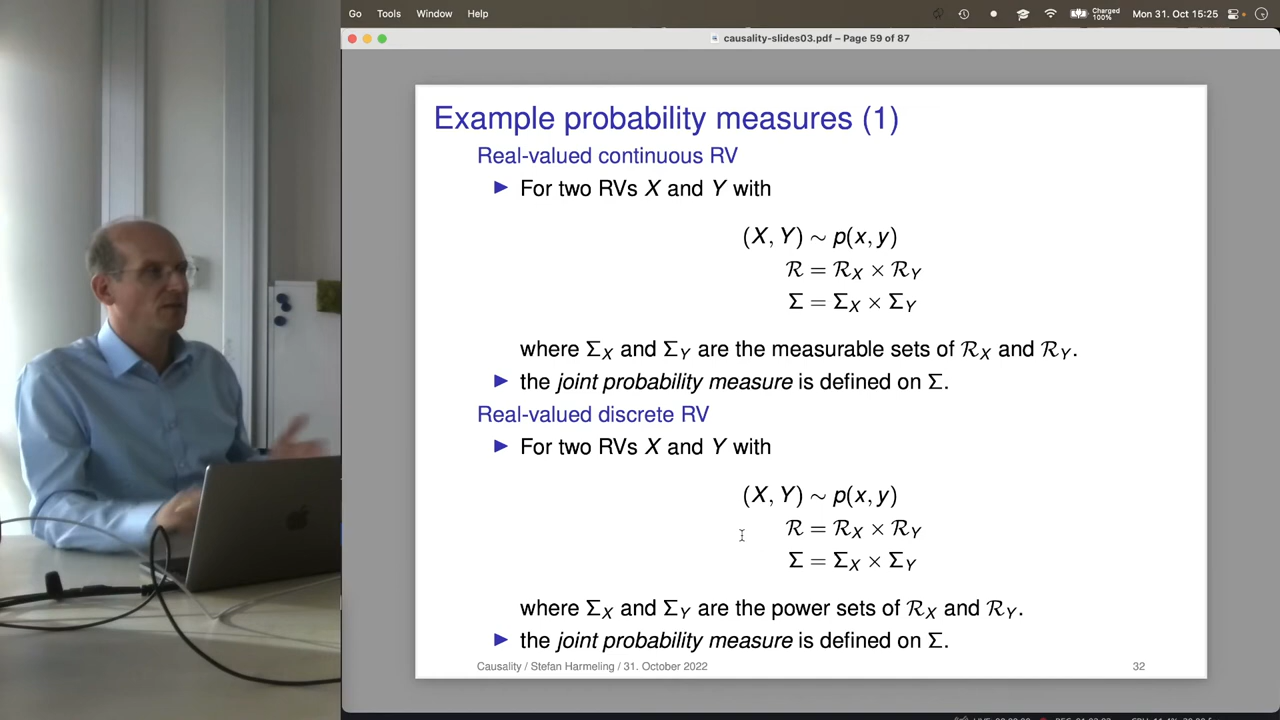 Go Tools Window Help Charged 100% Mon 31. Oct 15:25
causality-slides03.pdf – Page 59 of 87
Example probability measures (1)
Real-valued continuous RV
► For two RVs X and Y with
(X, Y) ∼ p(x, y)
ℛ = ℛ_X × ℛ_Y
Σ = Σ_X × Σ_Y
where Σ_X and Σ_Y are the measurable sets of ℛ_X and ℛ_Y.
► the joint probability measure is defined on Σ.
Real-valued discrete RV
► For two RVs X and Y with
(X, Y) ∼ p(x, y)
ℛ = ℛ_X × ℛ_Y
Σ = Σ_X × Σ_Y
where Σ_X and Σ_Y are the power sets of ℛ_X and ℛ_Y.
► the joint probability measure is defined on Σ.
Causality / Stefan Harmeling / 31. October 2022 32